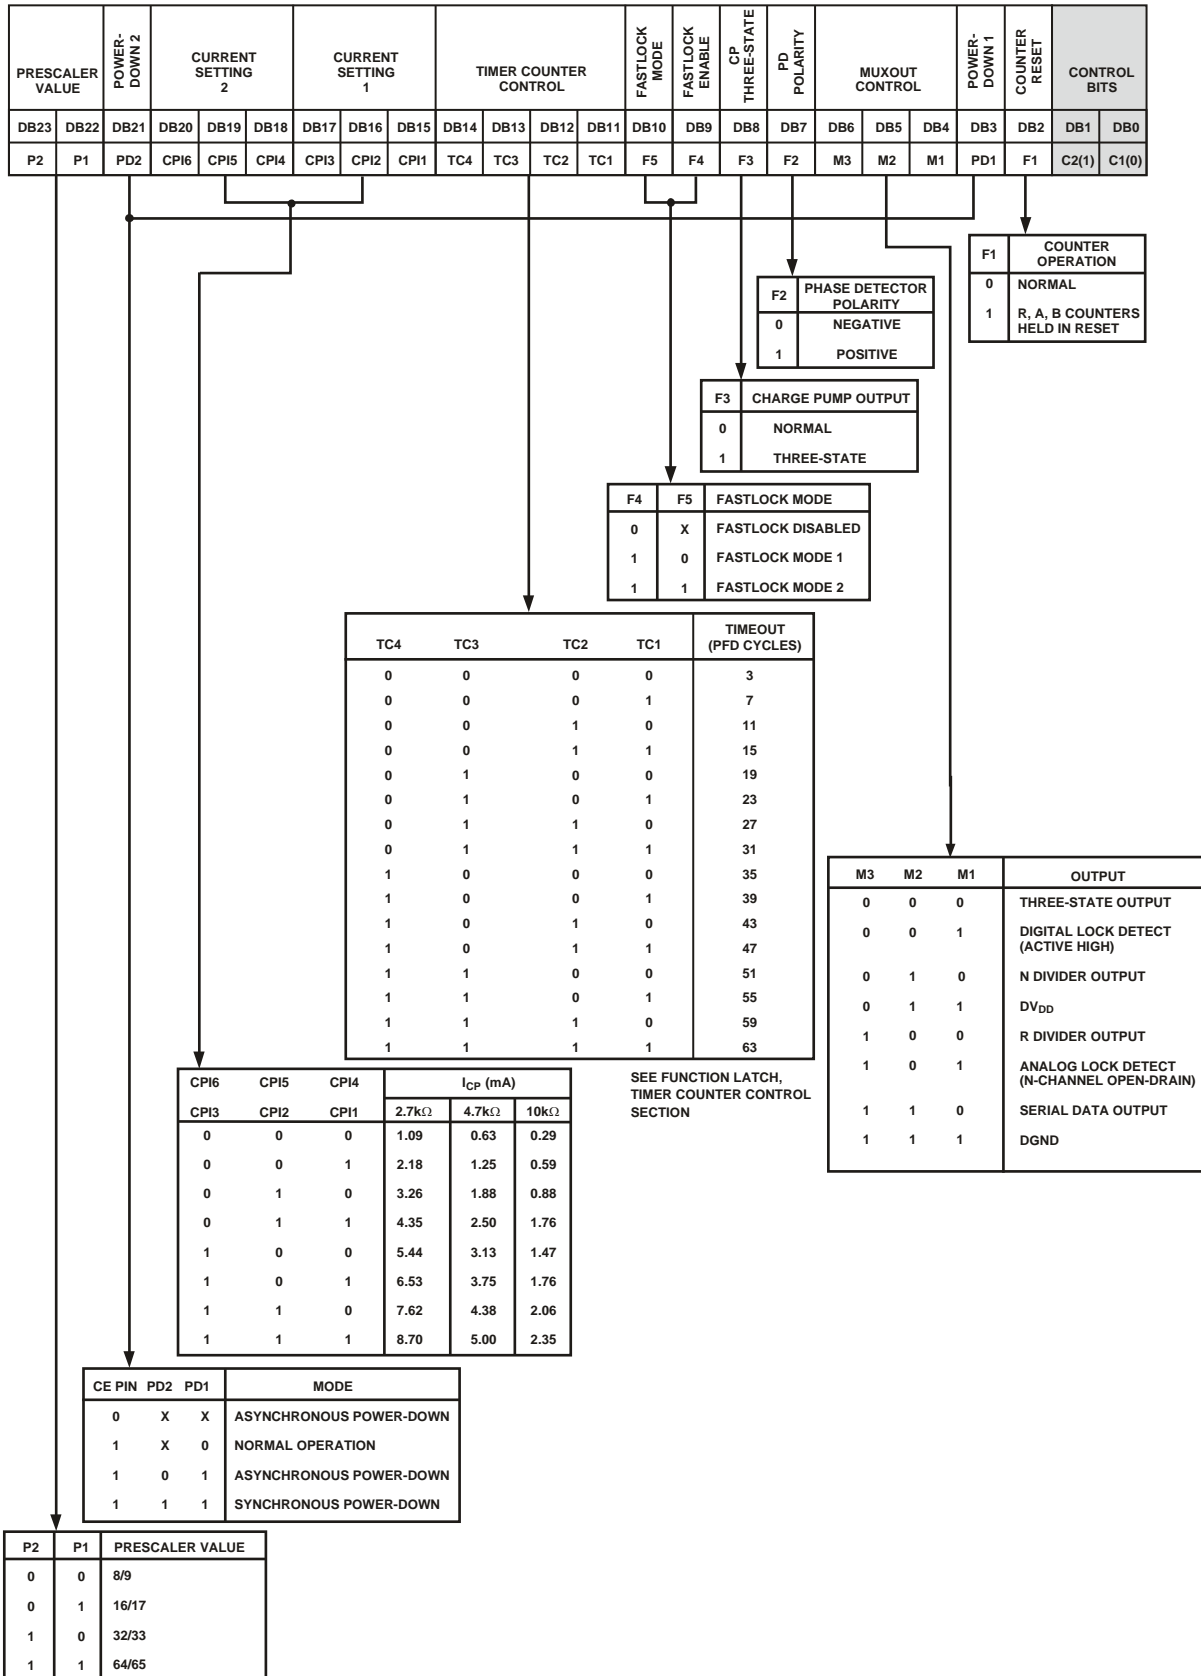 PRESCALER VALUE
POWER-DOWN 2
CURRENT SETTING 2
CURRENT SETTING 1
TIMER COUNTER CONTROL
FASTLOCK MODE
FASTLOCK ENABLE
CP THREE-STATE
PD POLARITY
MUXOUT CONTROL
POWER-DOWN 1
COUNTER RESET
CONTROL BITS
DB23 DB22 DB21 DB20 DB19 DB18 DB17 DB16 DB15 DB14 DB13 DB12 DB11 DB10 DB9 DB8 DB7 DB6 DB5 DB4 DB3 DB2 DB1 DB0
P2 P1 PD2 CPI6 CPI5 CPI4 CPI3 CPI2 CPI1 TC4 TC3 TC2 TC1 F5 F4 F3 F2 M3 M2 M1 PD1 F1 C2(1) C1(0)
F1 COUNTER OPERATION
0 NORMAL
1 R, A, B COUNTERS HELD IN RESET
F2 PHASE DETECTOR POLARITY
0 NEGATIVE
1 POSITIVE
F3 CHARGE PUMP OUTPUT
0 NORMAL
1 THREE-STATE
F4 F5 FASTLOCK MODE
0 X FASTLOCK DISABLED
1 0 FASTLOCK MODE 1
1 1 FASTLOCK MODE 2
TC4 TC3 TC2 TC1 TIMEOUT (PFD CYCLES)
0 0 0 0 3
0 0 0 1 7
0 0 1 0 11
0 0 1 1 15
0 1 0 0 19
0 1 0 1 23
0 1 1 0 27
0 1 1 1 31
1 0 0 0 35
1 0 0 1 39
1 0 1 0 43
1 0 1 1 47
1 1 0 0 51
1 1 0 1 55
1 1 1 0 59
1 1 1 1 63
SEE FUNCTION LATCH,
TIMER COUNTER CONTROL
SECTION
M3 M2 M1 OUTPUT
0 0 0 THREE-STATE OUTPUT
0 0 1 DIGITAL LOCK DETECT (ACTIVE HIGH)
0 1 0 N DIVIDER OUTPUT
0 1 1 DVDD
1 0 0 R DIVIDER OUTPUT
1 0 1 ANALOG LOCK DETECT (N-CHANNEL OPEN-DRAIN)
1 1 0 SERIAL DATA OUTPUT
1 1 1 DGND
CPI6 CPI5 CPI4 ICP (mA)
CPI3 CPI2 CPI1 2.7kΩ 4.7kΩ 10kΩ
0 0 0 1.09 0.63 0.29
0 0 1 2.18 1.25 0.59
0 1 0 3.26 1.88 0.88
0 1 1 4.35 2.50 1.76
1 0 0 5.44 3.13 1.47
1 0 1 6.53 3.75 1.76
1 1 0 7.62 4.38 2.06
1 1 1 8.70 5.00 2.35
CE PIN PD2 PD1 MODE
0 X X ASYNCHRONOUS POWER-DOWN
1 X 0 NORMAL OPERATION
1 0 1 ASYNCHRONOUS POWER-DOWN
1 1 1 SYNCHRONOUS POWER-DOWN
P2 P1 PRESCALER VALUE
0 0 8/9
0 1 16/17
1 0 32/33
1 1 64/65